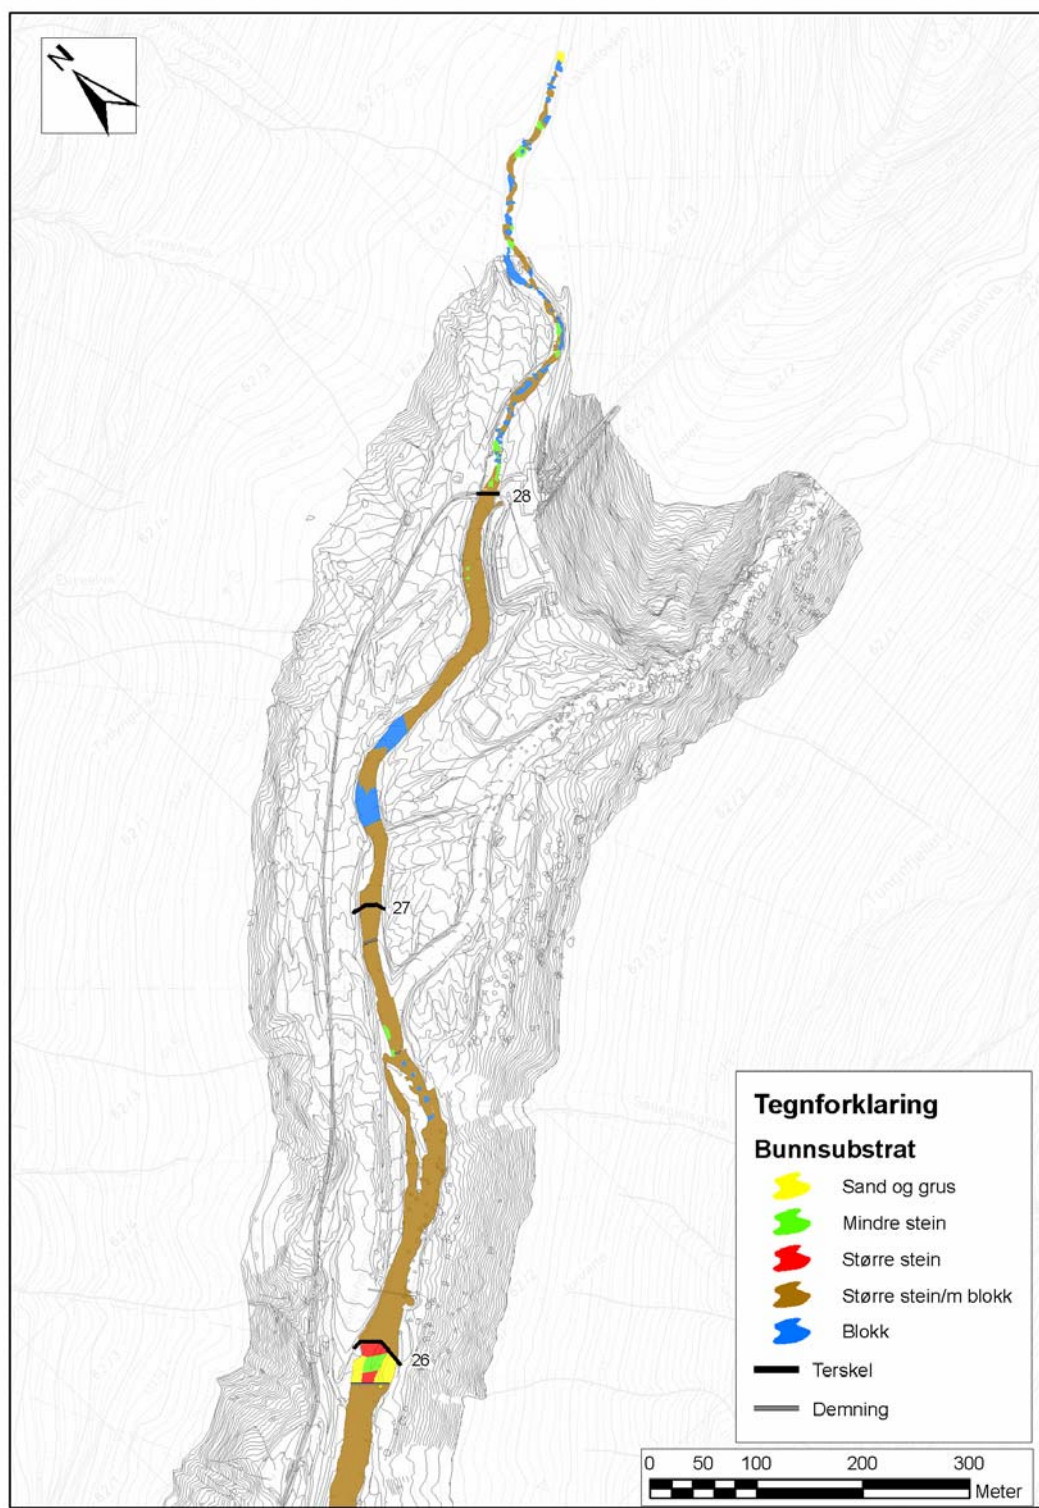 N
28
27
26
Tegnforklaring
Bunnsubstrat
Sand og grus
Mindre stein
Større stein
Større stein/m blokk
Blokk
Terskel
Demning
0 50 100 200 300
Meter